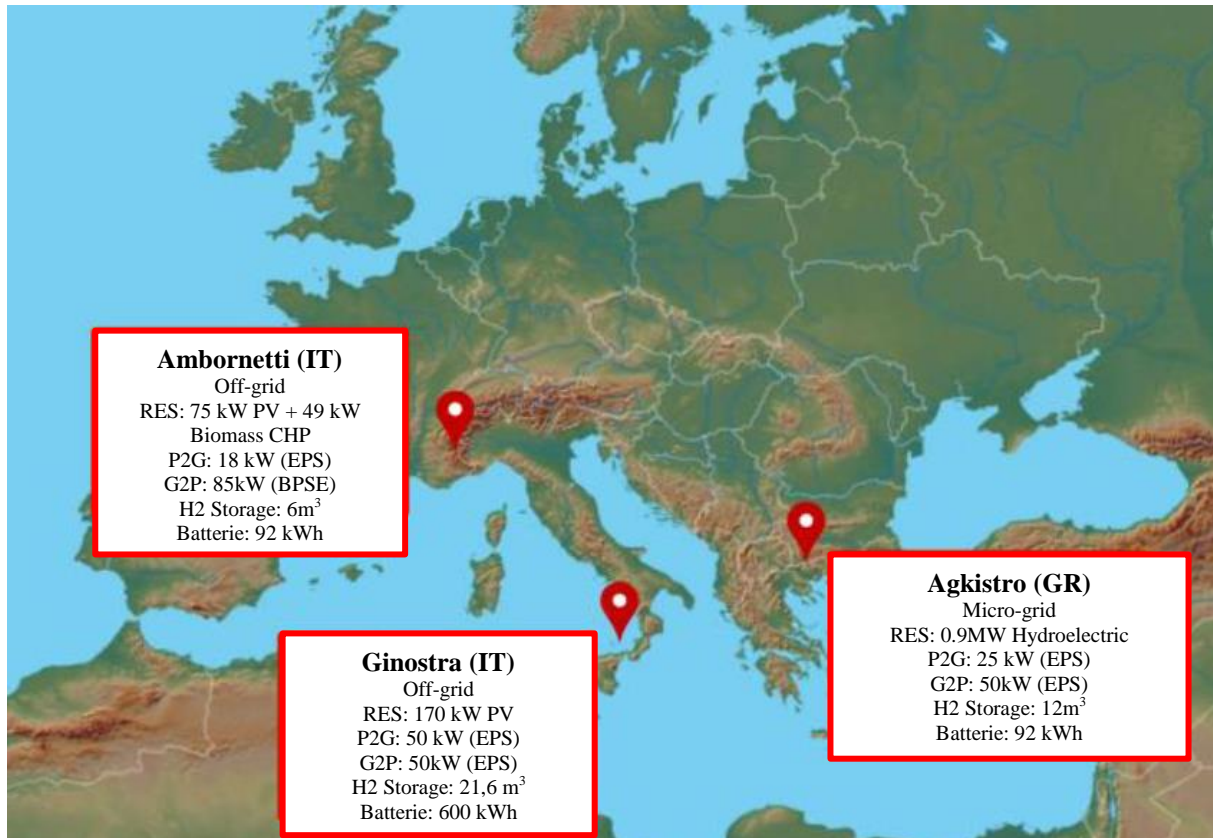 Ambornetti (IT)
Off-grid
RES: 75 kW PV + 49 kW
Biomass CHP
P2G: 18 kW (EPS)
G2P: 85kW (BPSE)
H2 Storage: 6m³
Batterie: 92 kWh
Ginostra (IT)
Off-grid
RES: 170 kW PV
P2G: 50 kW (EPS)
G2P: 50kW (EPS)
H2 Storage: 21,6 m³
Batterie: 600 kWh
Agkistro (GR)
Micro-grid
RES: 0.9MW Hydroelectric
P2G: 25 kW (EPS)
G2P: 50kW (EPS)
H2 Storage: 12m³
Batterie: 92 kWh